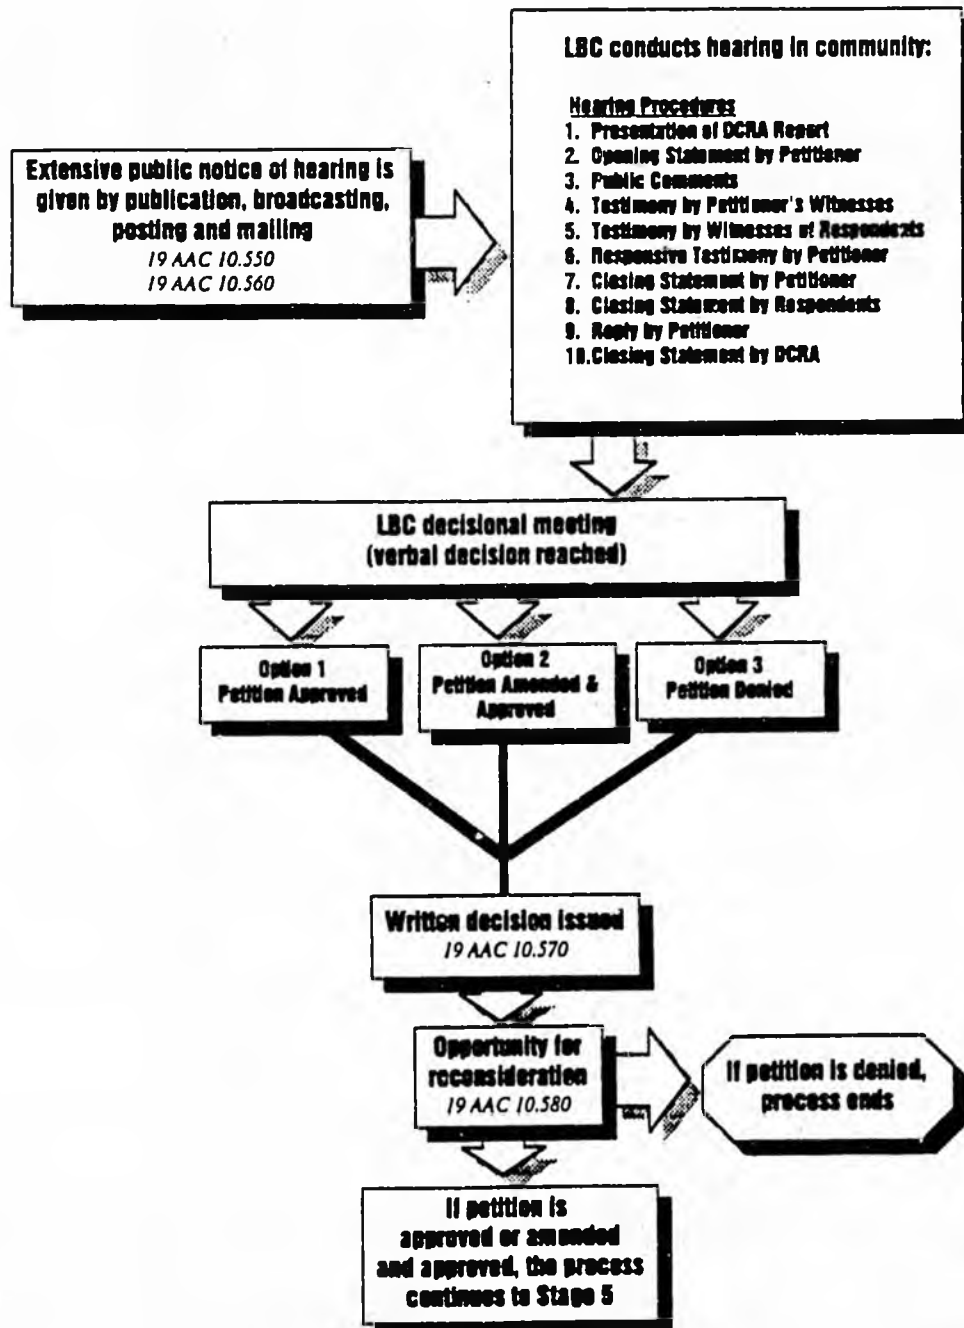 Extensive public notice of hearing is
given by publication, broadcasting,
posting and mailing
19 AAC 10.550
19 AAC 10.560
LBC conducts hearing in community:
Hearing Procedures
1. Presentation of DCRA Report
2. Opening Statement by Petitioner
3. Public Comments
4. Testimony by Petitioner's Witnesses
5. Testimony by Witnesses of Respondents
6. Responsive Testimony by Petitioner
7. Closing Statement by Petitioner
8. Closing Statement by Respondents
9. Reply by Petitioner
10. Closing Statement by DCRA
LBC decisional meeting
(verbal decision reached)
Option 1
Petition Approved
Option 2
Petition Amended &
Approved
Option 3
Petition Denied
Written decision issued
19 AAC 10.570
Opportunity for
reconsideration
19 AAC 10.580
If petition is denied,
process ends
If petition is
approved or amended
and approved, the process
continues to Stage 5